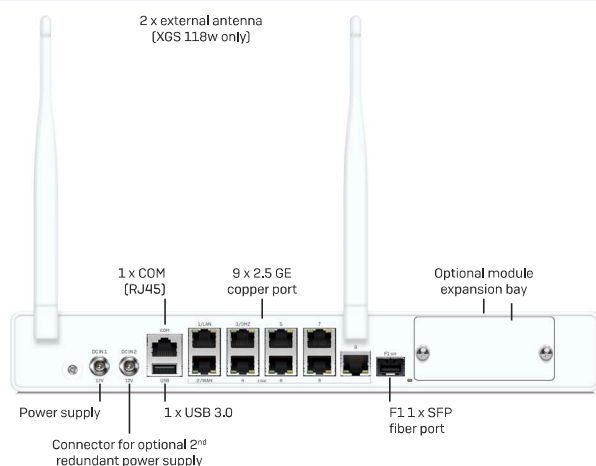 2 x external antenna
(XGS 118w only)
1 x COM
(RJ45)
9 x 2.5 GE
copper port
Optional module
expansion bay
COM
1/LAN
3/DMZ
5
7
9
F1 SFP
DC IN 1
DC IN 2
12V
12V
USB
2/WAN
4
6
8
Power supply
1 x USB 3.0
F1 1 x SFP
fiber port
Connector for optional 2nd
redundant power supply